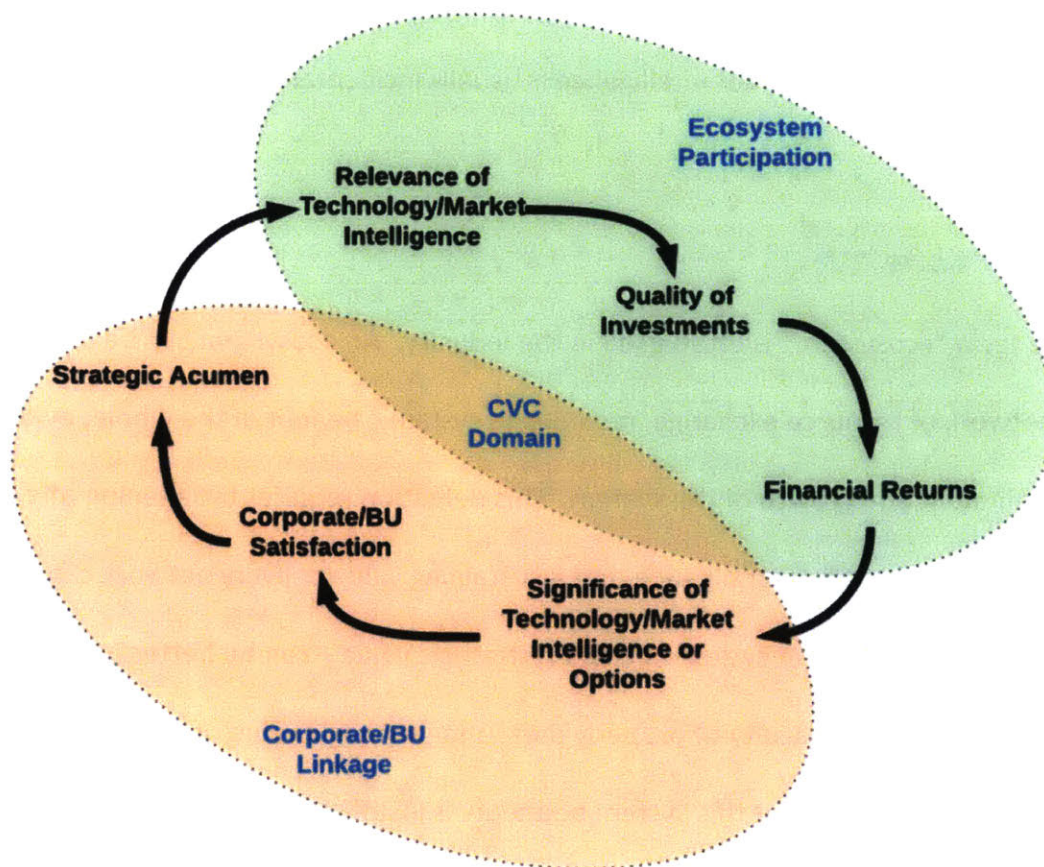 Ecosystem
Participation
Relevance of
Technology/Market
Intelligence
Quality of
Investments
Strategic Acumen
CVC
Domain
Financial Returns
Corporate/BU
Satisfaction
Significance of
Technology/Market
Intelligence or
Options
Corporate/BU
Linkage